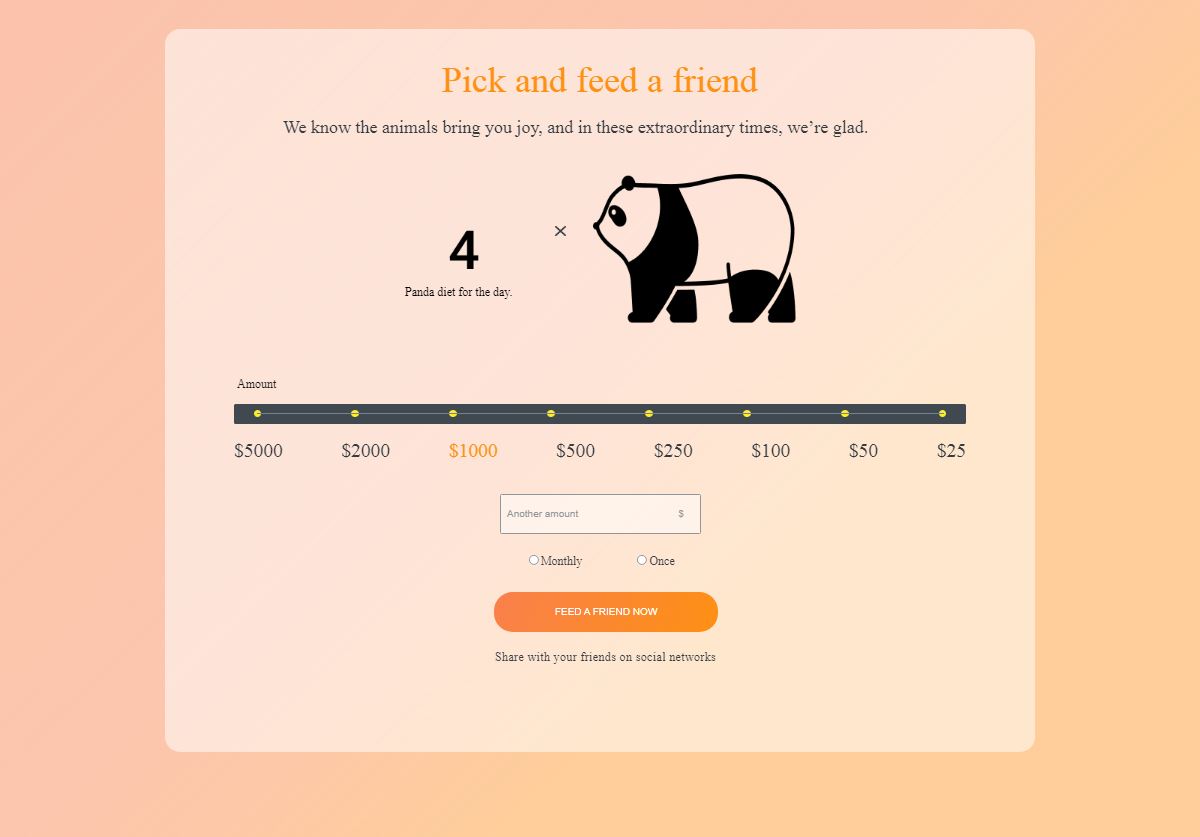 Pick and feed a friend
We know the animals bring you joy, and in these extraordinary times, we’re glad.
4 ×
Panda diet for the day.
Amount
$5000 $2000 $1000 $500 $250 $100 $50 $25
Another amount $
Monthly Once
FEED A FRIEND NOW
Share with your friends on social networks